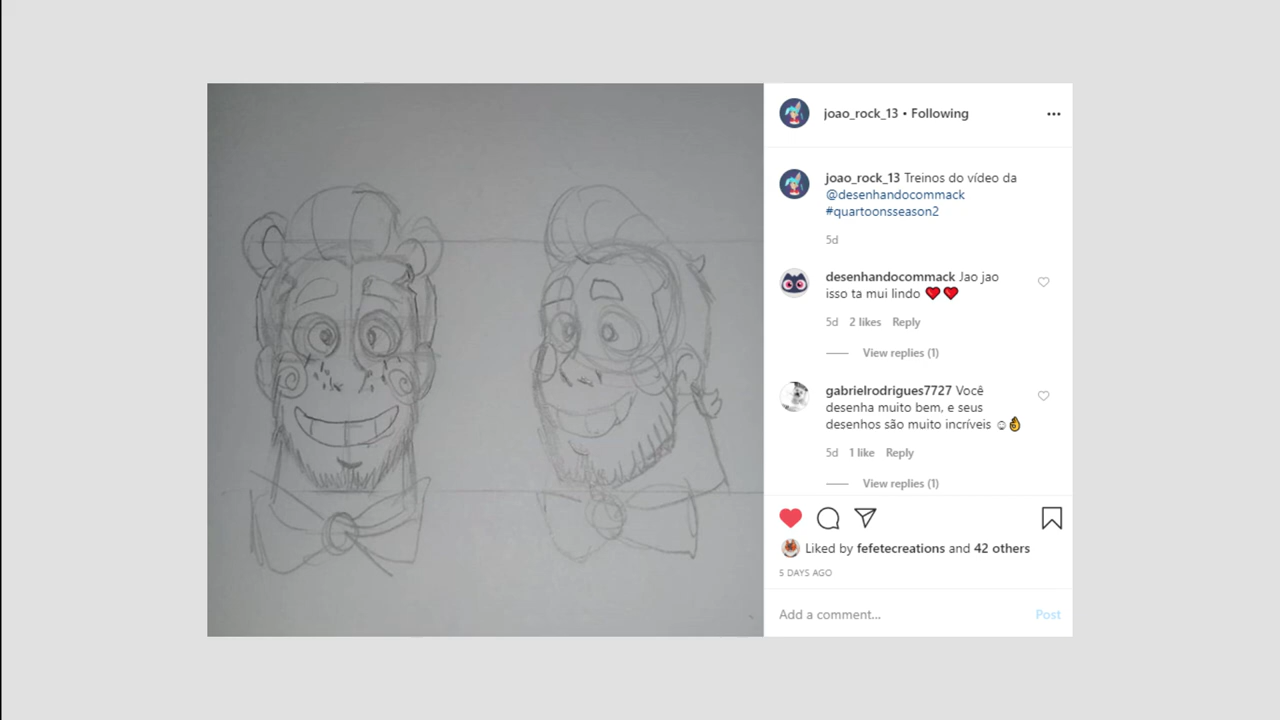 joao_rock_13 • Following
joao_rock_13 Treinos do vídeo da
@desenhandocommack
#quartoonsseason2
5d
desenhandocommack Jao jao
isso ta mui lindo ❤️❤️
5d 2 likes Reply
View replies (1)
gabrielrodrigues7727 Você
desenha muito bem, e seus
desenhos são muito incríveis ☺👌
5d 1 like Reply
View replies (1)
Liked by fefetecreations and 42 others
5 DAYS AGO
Add a comment... Post